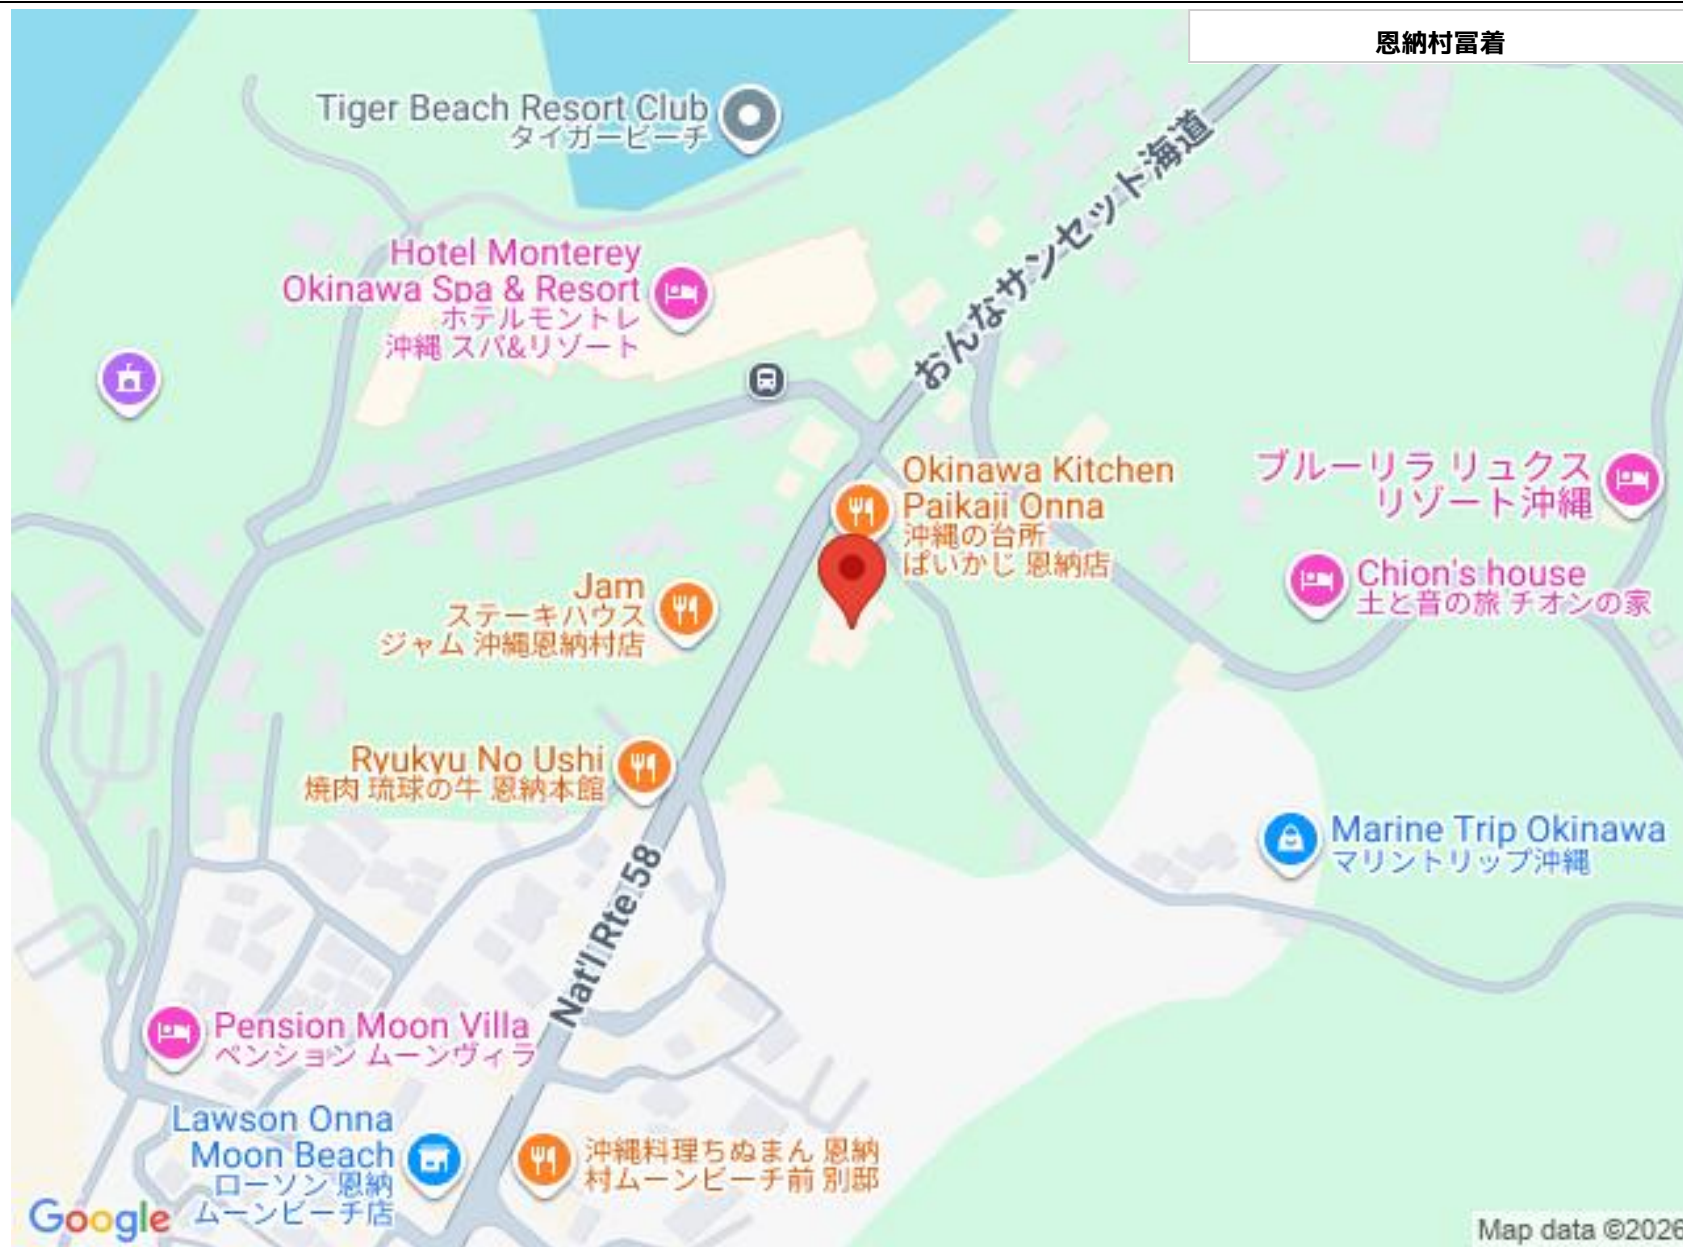 恩納村冨着
Tiger Beach Resort Club
タイガービーチ
おんなサンセット海道
Hotel Monterey
Okinawa Spa & Resort
ホテルモントレ
沖縄 スパ&リゾート
Okinawa Kitchen
Paikaji Onna
沖縄の台所
ぱいかじ 恩納店
ブルーリラ リュクス
リゾート沖縄
Chion's house
土と音の旅 チオンの家
Jam
ステーキハウス
ジャム 沖縄恩納村店
Ryukyu No Ushi
焼肉 琉球の牛 恩納本館
Marine Trip Okinawa
マリントリップ沖縄
Nat'l Rte 58
Pension Moon Villa
ペンション ムーンヴィラ
Lawson Onna
Moon Beach
ローソン 恩納
ムーンビーチ店
沖縄料理ちぬまん 恩納
村ムーンビーチ前 別邸
Google
Map data ©2026